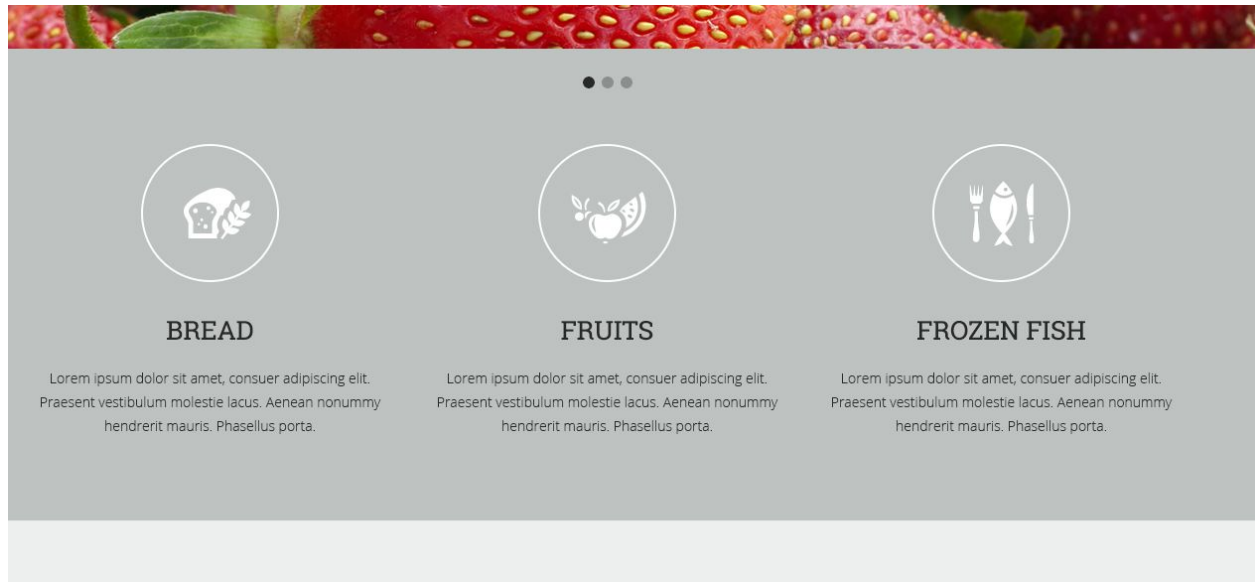 BREAD
Lorem ipsum dolor sit amet, consuer adipiscing elit.
Praesent vestibulum molestie lacus. Aenean nonummy
hendrerit mauris. Phasellus porta.
FRUITS
Lorem ipsum dolor sit amet, consuer adipiscing elit.
Praesent vestibulum molestie lacus. Aenean nonummy
hendrerit mauris. Phasellus porta.
FROZEN FISH
Lorem ipsum dolor sit amet, consuer adipiscing elit.
Praesent vestibulum molestie lacus. Aenean nonummy
hendrerit mauris. Phasellus porta.